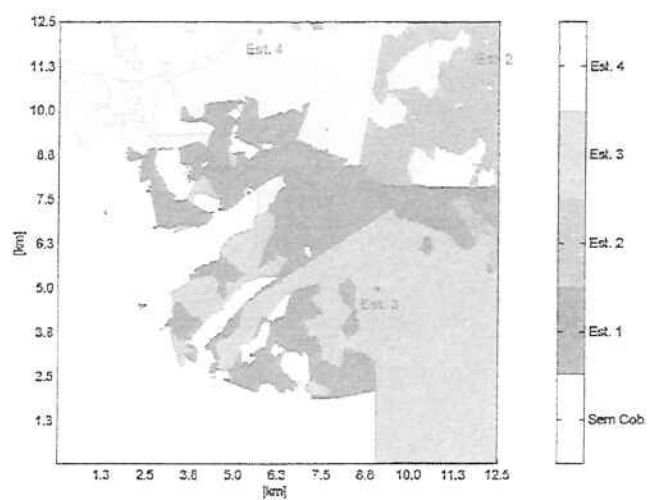 12.5
11.3
10.0
8.8
7.5
6.3
5.0
3.8
2.5
1.3
[km]
Est. 4
Est. 2
Est. 3
1.3 2.5 3.8 5.0 6.3 7.5 8.8 10.0 11.3 12.5
[km]
Est. 4
Est. 3
Est. 2
Est. 1
Sem Cob.